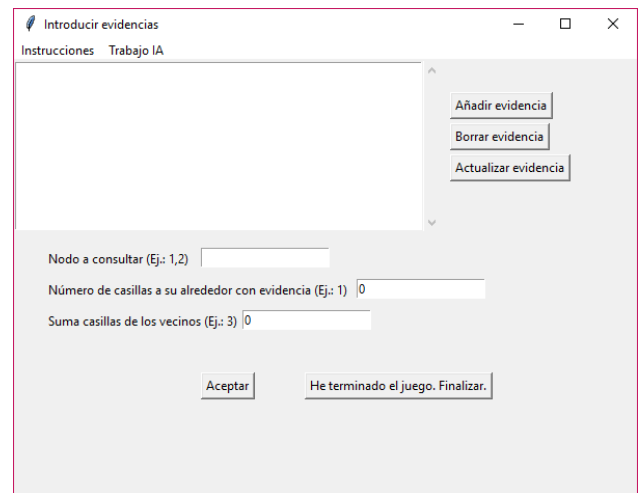 Introducir evidencias
Instrucciones Trabajo IA
Añadir evidencia
Borrar evidencia
Actualizar evidencia
Nodo a consultar (Ej.: 1,2)
Número de casillas a su alrededor con evidencia (Ej.: 1) 0
Suma casillas de los vecinos (Ej.: 3) 0
Aceptar He terminado el juego. Finalizar.